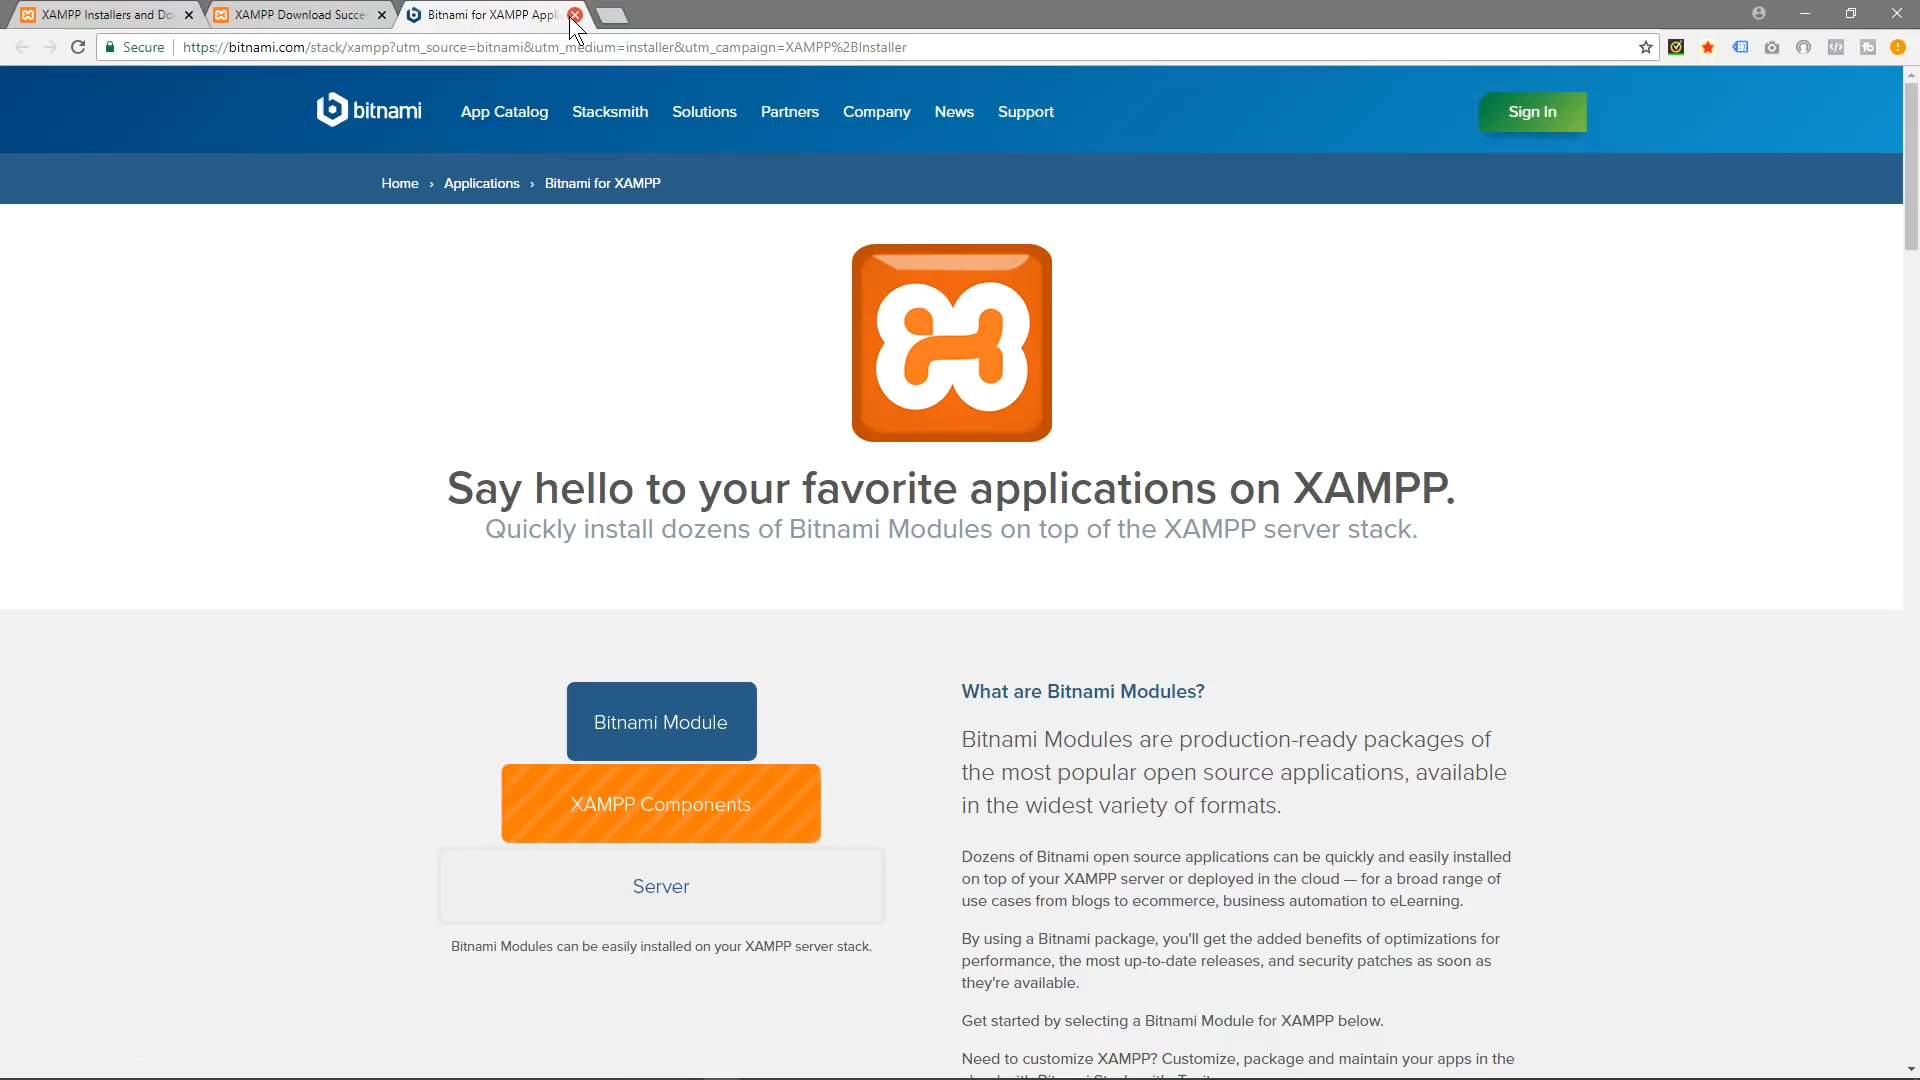 XAMPP Installers and Do
XAMPP Download Succe
Bitnami for XAMPP Appli
Secure
https://bitnami.com/stack/xampp?utm_source=bitnami&utm_medium=installer&utm_campaign=XAMPP%2BInstaller
bitnami
App Catalog
Stacksmith
Solutions
Partners
Company
News
Support
Sign In
Home › Applications › Bitnami for XAMPP
Say hello to your favorite applications on XAMPP.
Quickly install dozens of Bitnami Modules on top of the XAMPP server stack.
Bitnami Module
XAMPP Components
Server
Bitnami Modules can be easily installed on your XAMPP server stack.
What are Bitnami Modules?
Bitnami Modules are production-ready packages of
the most popular open source applications, available
in the widest variety of formats.
Dozens of Bitnami open source applications can be quickly and easily installed
on top of your XAMPP server or deployed in the cloud — for a broad range of
use cases from blogs to ecommerce, business automation to eLearning.
By using a Bitnami package, you'll get the added benefits of optimizations for
performance, the most up-to-date releases, and security patches as soon as
they're available.
Get started by selecting a Bitnami Module for XAMPP below.
Need to customize XAMPP? Customize, package and maintain your apps in the